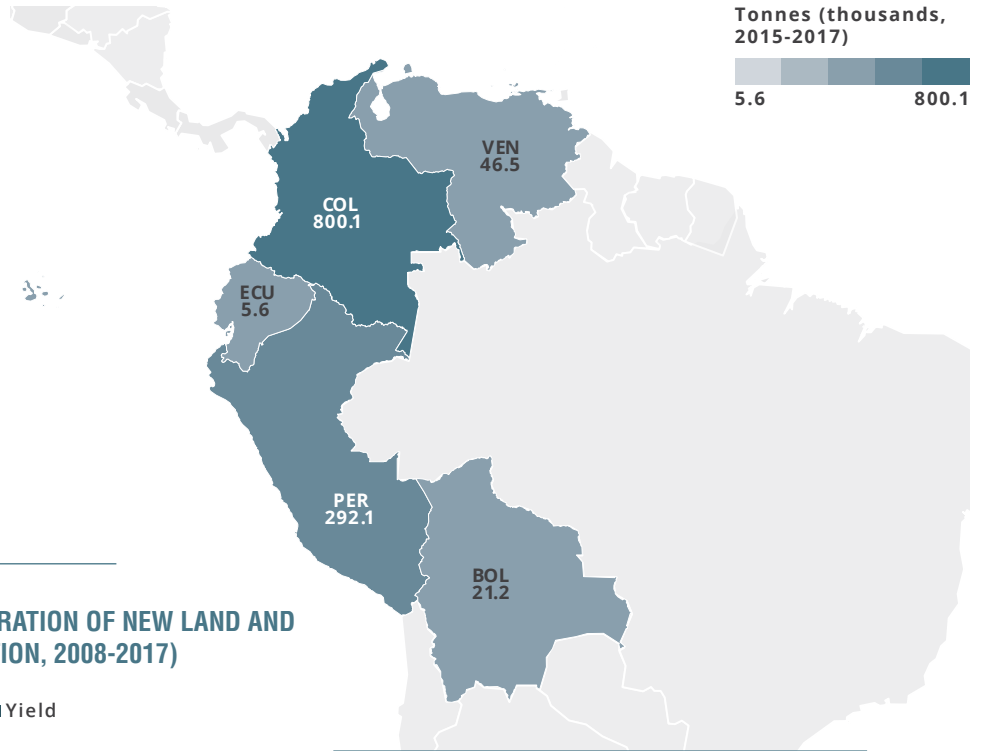 Tonnes (thousands,
2015-2017)
5.6 800.1
VEN
46.5
COL
800.1
ECU
5.6
PER
292.1
BOL
21.2
RATION OF NEW LAND AND
ION, 2008-2017)
Yield